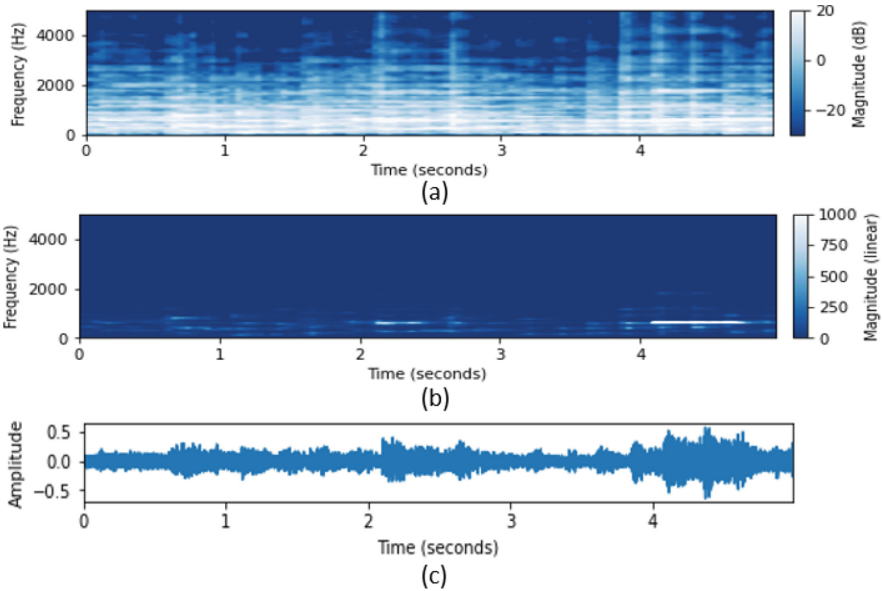 4000
2000
0
Frequency (Hz)
0 1 2 3 4
Time (seconds)
20
0
−20
Magnitude (dB)
(a)
4000
2000
0
Frequency (Hz)
0 1 2 3 4
Time (seconds)
1000
750
500
250
0
Magnitude (linear)
(b)
0.5
0.0
−0.5
Amplitude
0 1 2 3 4
Time (seconds)
(c)